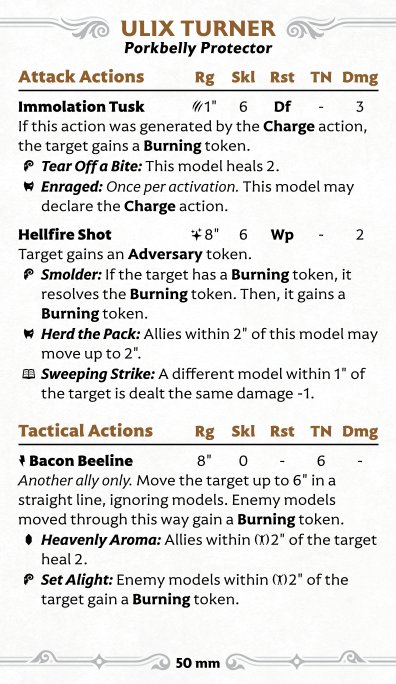 ULIX TURNER
Porkbelly Protector
Attack Actions Rg Skl Rst TN Dmg
Immolation Tusk 1" 6 Df - 3
If this action was generated by the Charge action,
the target gains a Burning token.
Tear Off a Bite: This model heals 2.
Enraged: Once per activation. This model may
declare the Charge action.
Hellfire Shot 8" 6 Wp - 2
Target gains an Adversary token.
Smolder: If the target has a Burning token, it
resolves the Burning token. Then, it gains a
Burning token.
Herd the Pack: Allies within 2" of this model may
move up to 2".
Sweeping Strike: A different model within 1" of
the target is dealt the same damage -1.
Tactical Actions Rg Skl Rst TN Dmg
Bacon Beeline 8" 0 - 6 -
Another ally only. Move the target up to 6" in a
straight line, ignoring models. Enemy models
moved through this way gain a Burning token.
Heavenly Aroma: Allies within 2" of the target
heal 2.
Set Alight: Enemy models within 2" of the
target gain a Burning token.
50 mm